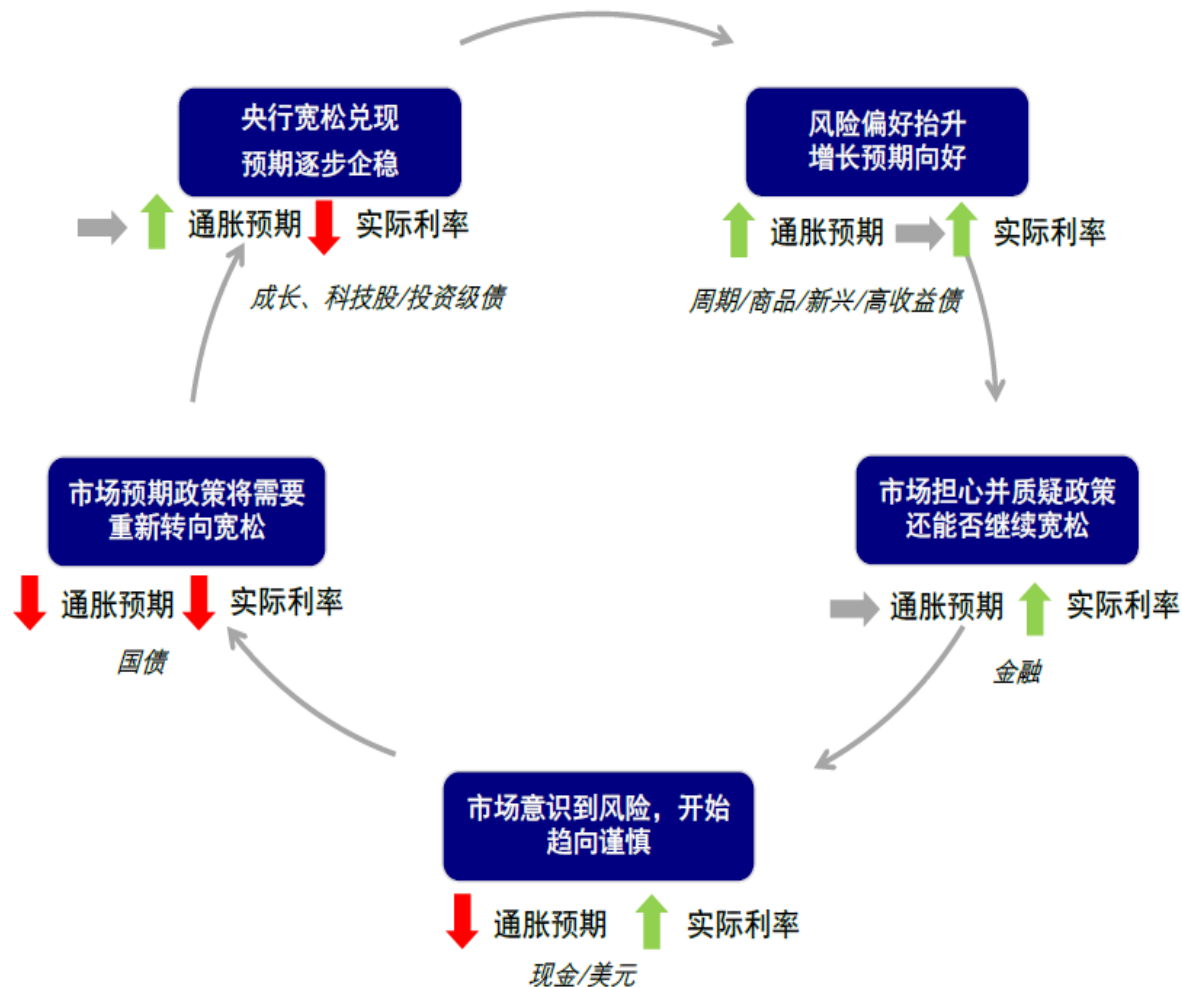 央行宽松兑现
预期逐步企稳
通胀预期 实际利率
成长、科技股/投资级债
风险偏好抬升
增长预期向好
通胀预期 实际利率
周期/商品/新兴/高收益债
市场担心并质疑政策
还能否继续宽松
通胀预期 实际利率
金融
市场意识到风险，开始
趋向谨慎
通胀预期 实际利率
现金/美元
市场预期政策将需要
重新转向宽松
通胀预期 实际利率
国债